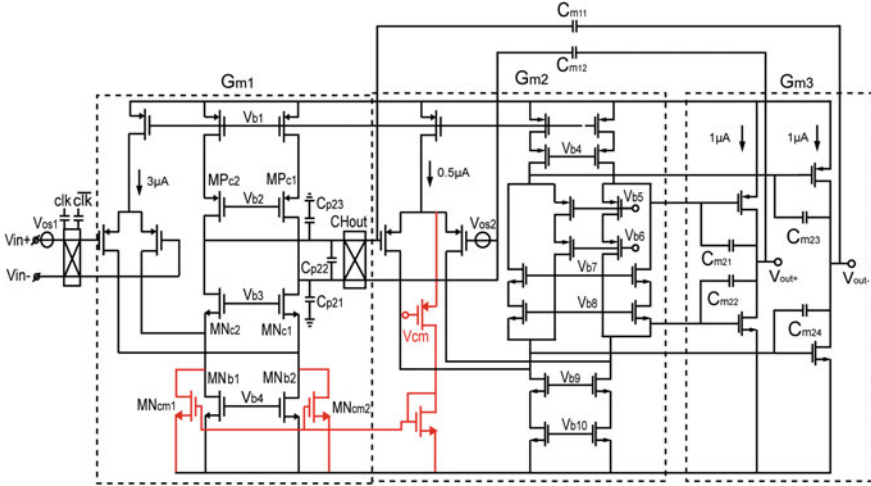 Cm11
Cm12
Gm1
Gm2
Gm3
Vb1
Vb4
1µA
1µA
3µA
0.5µA
MPc2
MPc1
Vb2
Cp23
clk
clk
Vos1
CHout
Vos2
Vb5
Vb6
Cm23
Vin+
Cp22
Cm21
Vin-
Vb7
Vout+
Vout-
Vb3
Cp21
Vb8
Cm22
MNc2
MNc1
Vcm
Cm24
MNb1
MNb2
Vb9
MNcm1
Vb4
MNcm2
Vb10